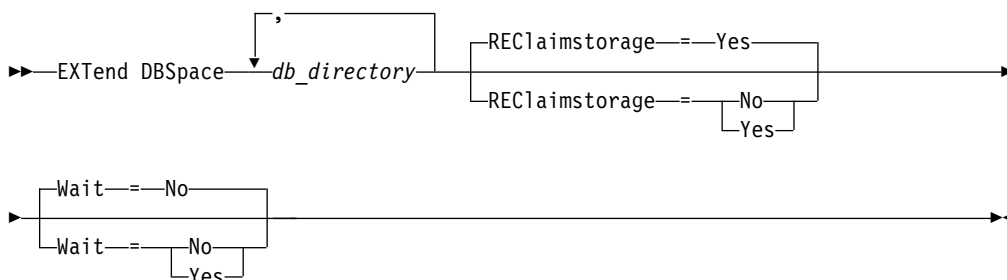 ,
REClaimstorage = Yes
EXTend DBSpace db_directory
REClaimstorage = No
Yes
Wait = No
Wait = No
Yes